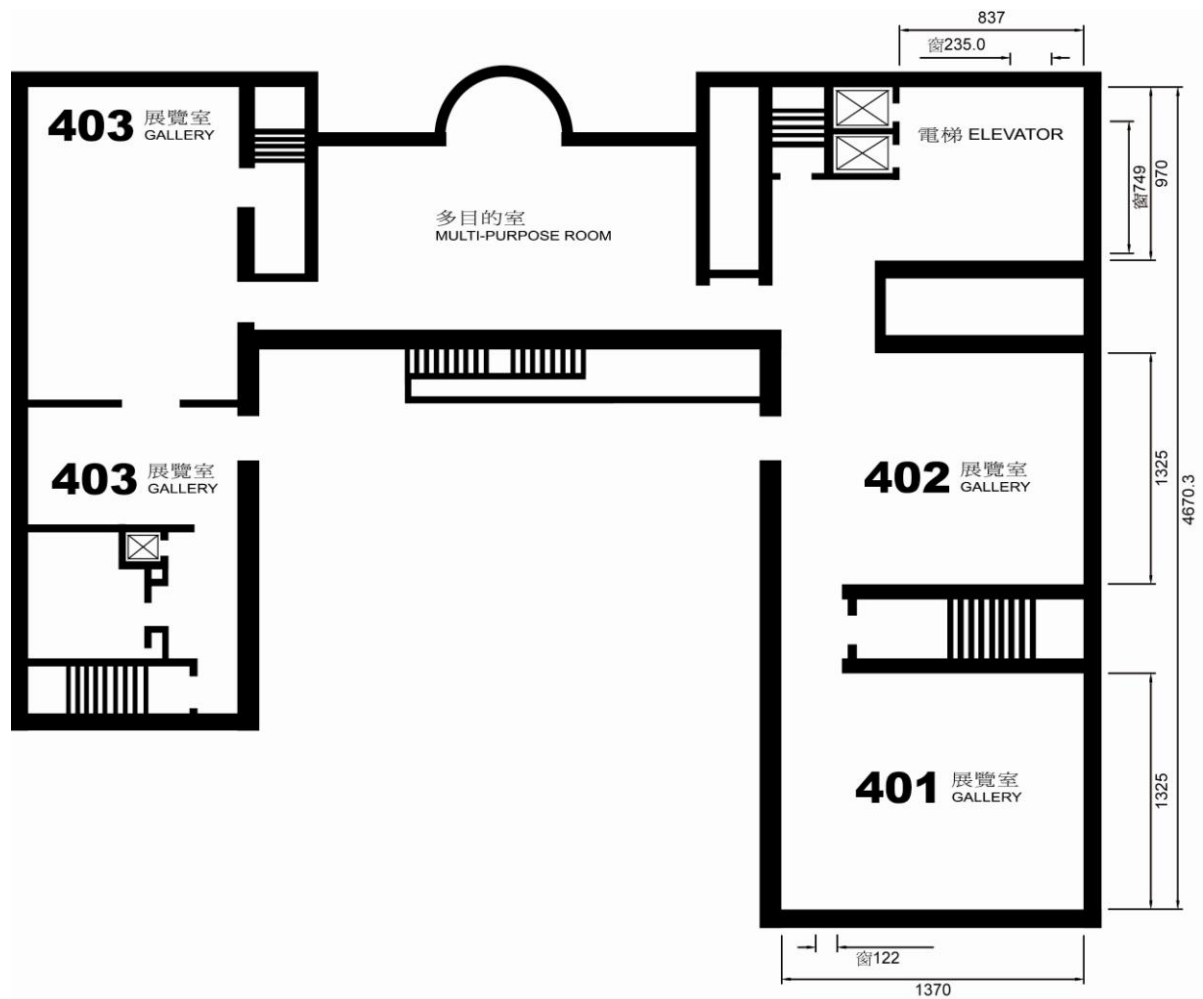 837
窗235.0
403 展覽室
GALLERY
電梯 ELEVATOR
窗749
970
多目的室
MULTI-PURPOSE ROOM
403 展覽室
GALLERY
402 展覽室
GALLERY
1325
4670.3
401 展覽室
GALLERY
1325
窗122
1370